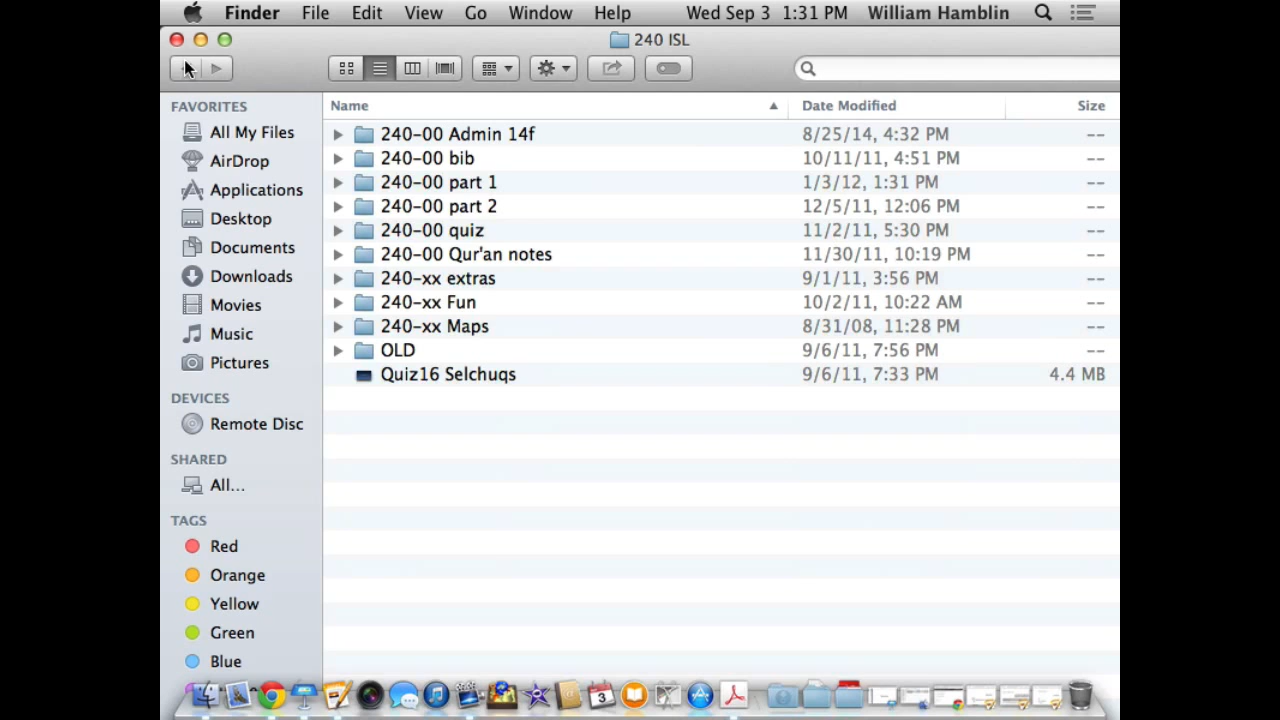 Finder File Edit View Go Window Help Wed Sep 3 1:31 PM William Hamblin
240 ISL
FAVORITES
All My Files
AirDrop
Applications
Desktop
Documents
Downloads
Movies
Music
Pictures
DEVICES
Remote Disc
SHARED
All...
TAGS
Red
Orange
Yellow
Green
Blue
Name Date Modified Size
240-00 Admin 14f 8/25/14, 4:32 PM --
240-00 bib 10/11/11, 4:51 PM --
240-00 part 1 1/3/12, 1:31 PM --
240-00 part 2 12/5/11, 12:06 PM --
240-00 quiz 11/2/11, 5:30 PM --
240-00 Qur'an notes 11/30/11, 10:19 PM --
240-xx extras 9/1/11, 3:56 PM --
240-xx Fun 10/2/11, 10:22 AM --
240-xx Maps 8/31/08, 11:28 PM --
OLD 9/6/11, 7:56 PM --
Quiz16 Selchuqs 9/6/11, 7:33 PM 4.4 MB
3